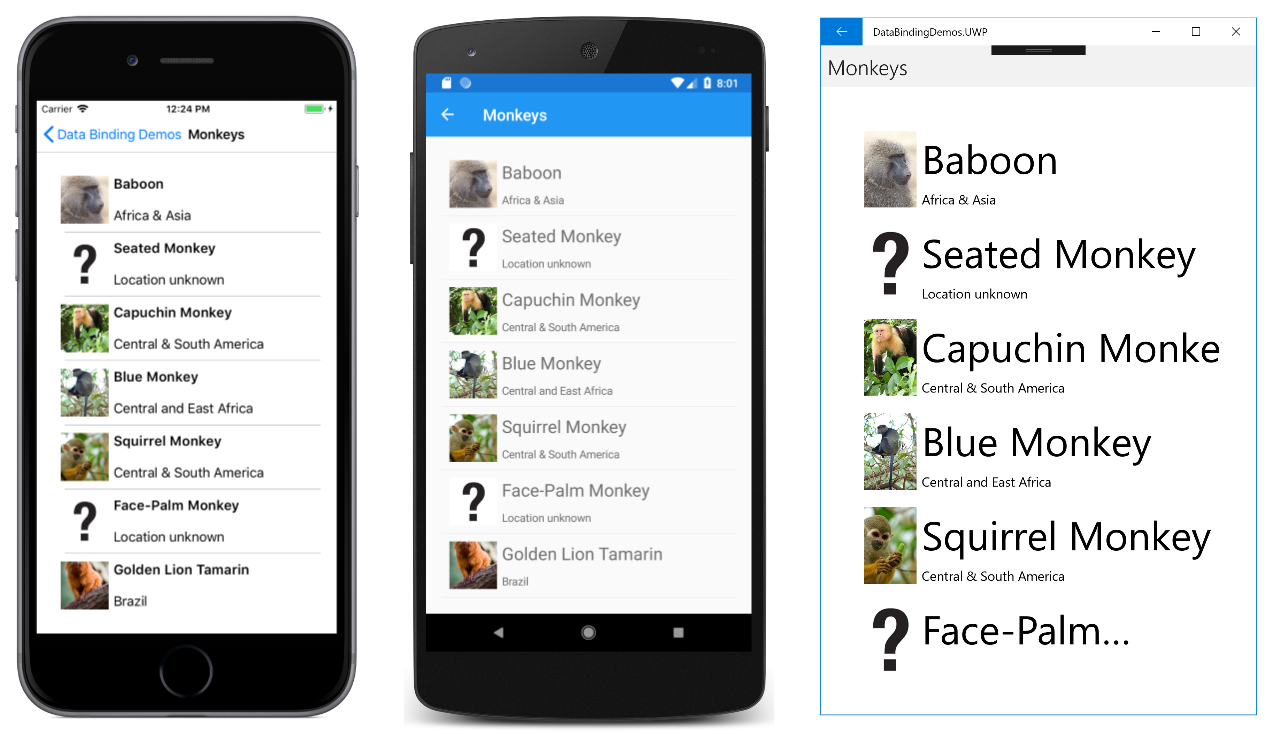 Carrier 12:24 PM
Data Binding Demos Monkeys
Baboon
Africa & Asia
?
Seated Monkey
Location unknown
Capuchin Monkey
Central & South America
Blue Monkey
Central and East Africa
Squirrel Monkey
Central & South America
?
Face-Palm Monkey
Location unknown
Golden Lion Tamarin
Brazil
8:01
Monkeys
Baboon
Africa & Asia
?
Seated Monkey
Location unknown
Capuchin Monkey
Central & South America
Blue Monkey
Central and East Africa
Squirrel Monkey
Central & South America
?
Face-Palm Monkey
Location unknown
Golden Lion Tamarin
Brazil
DataBindingDemos.UWP
Monkeys
Baboon
Africa & Asia
?
Seated Monkey
Location unknown
Capuchin Monke
Central & South America
Blue Monkey
Central and East Africa
Squirrel Monkey
Central & South America
?
Face-Palm...